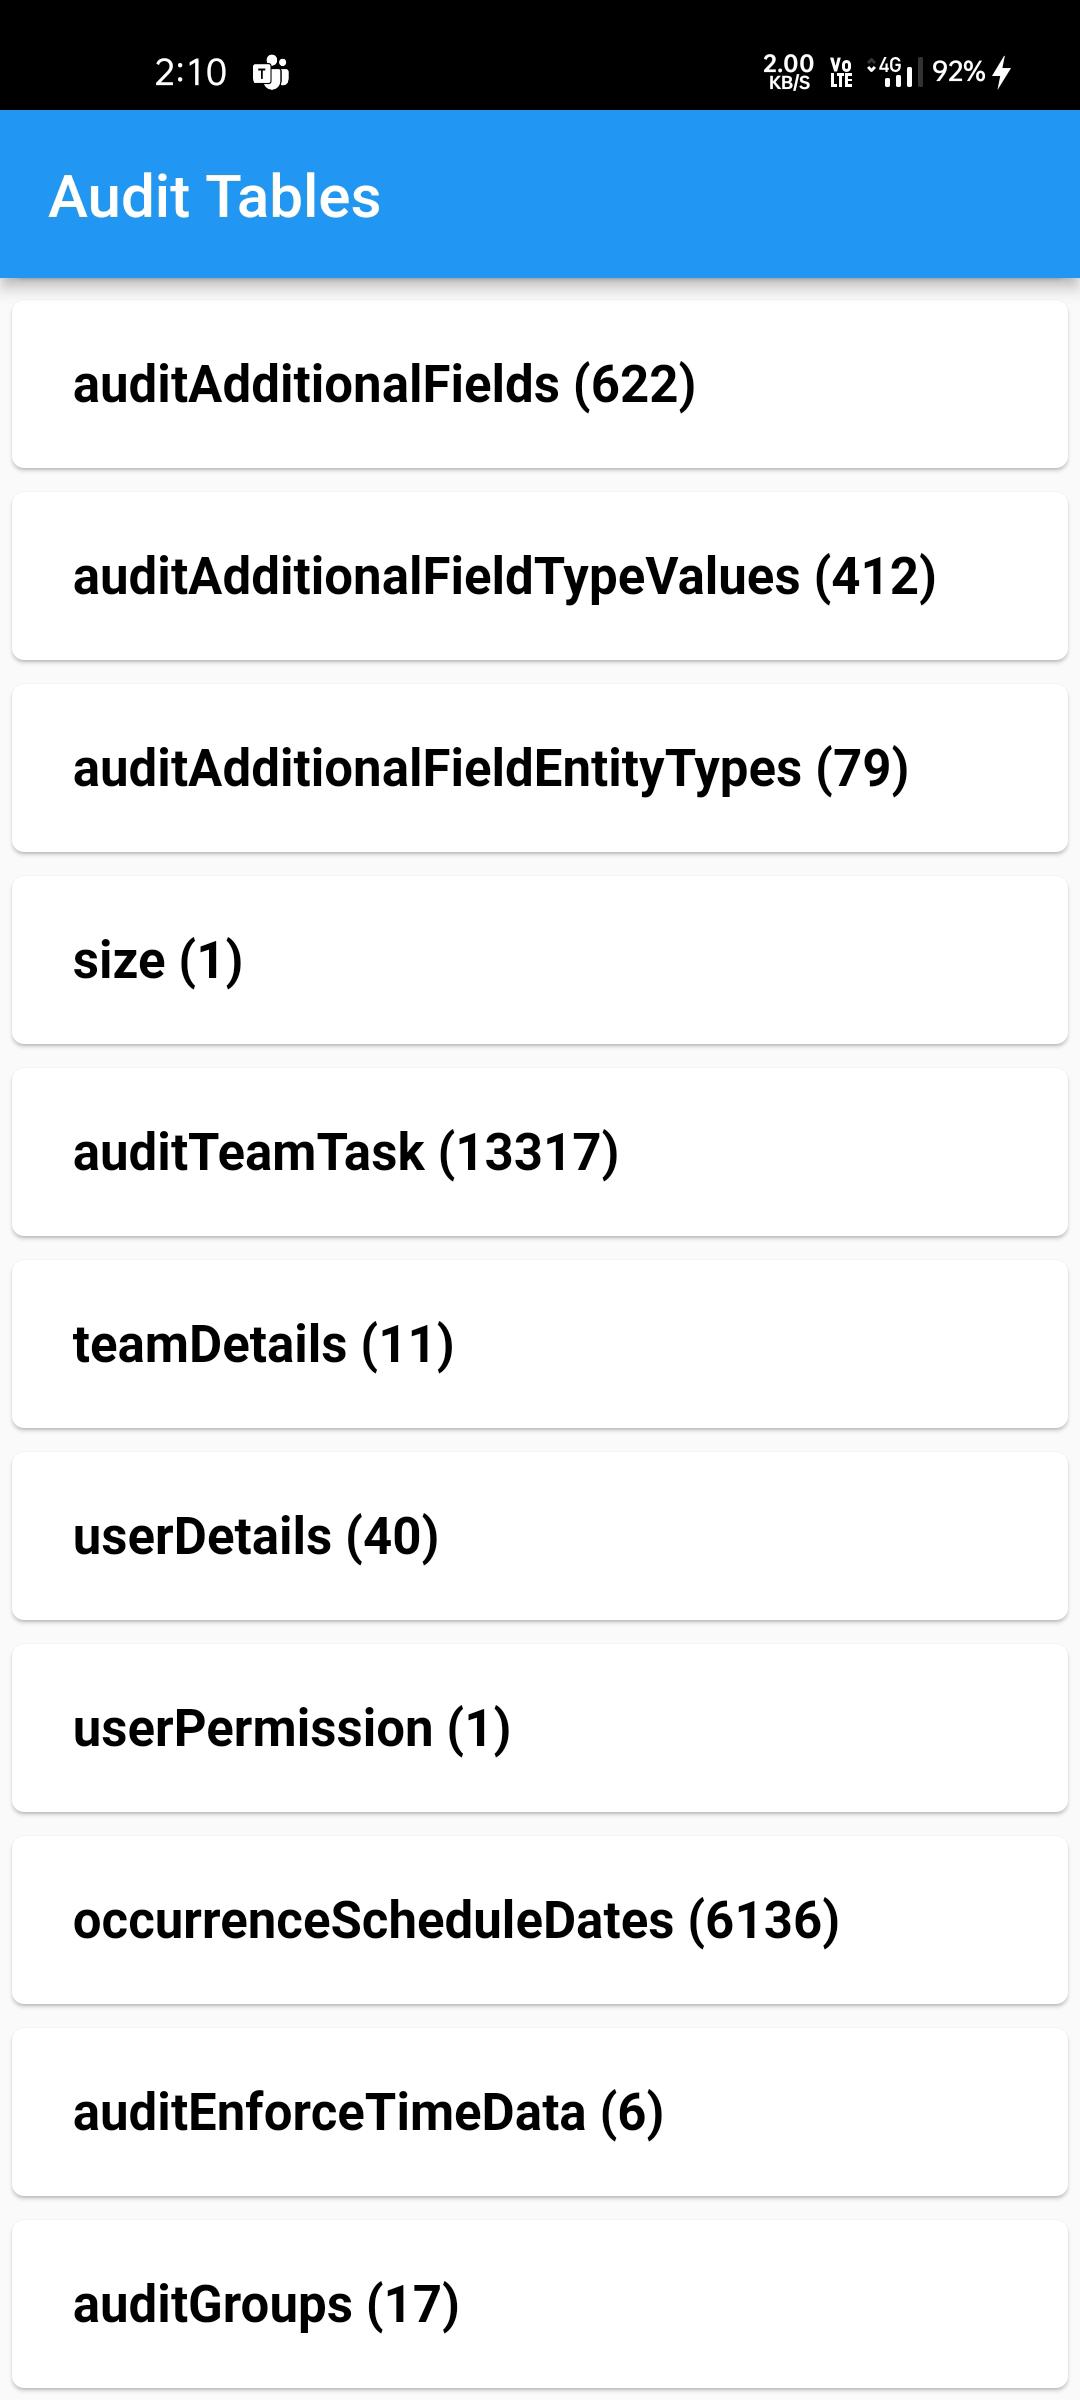 2:10 T 2.00 KB/S Vo LTE 4G 92%
Audit Tables
auditAdditionalFields (622)
auditAdditionalFieldTypeValues (412)
auditAdditionalFieldEntityTypes (79)
size (1)
auditTeamTask (13317)
teamDetails (11)
userDetails (40)
userPermission (1)
occurrenceScheduleDates (6136)
auditEnforceTimeData (6)
auditGroups (17)